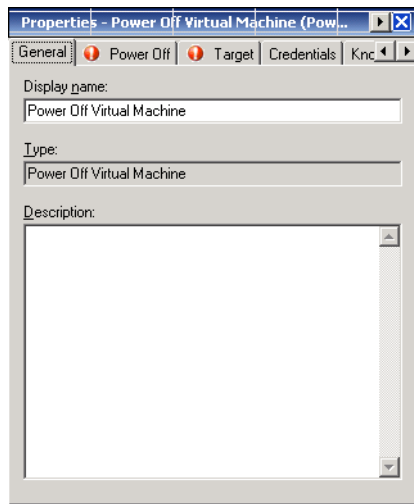 Properties - Power Off Virtual Machine (Pow...
General Power Off Target Credentials Knc
Display name:
Power Off Virtual Machine
Type:
Power Off Virtual Machine
Description: